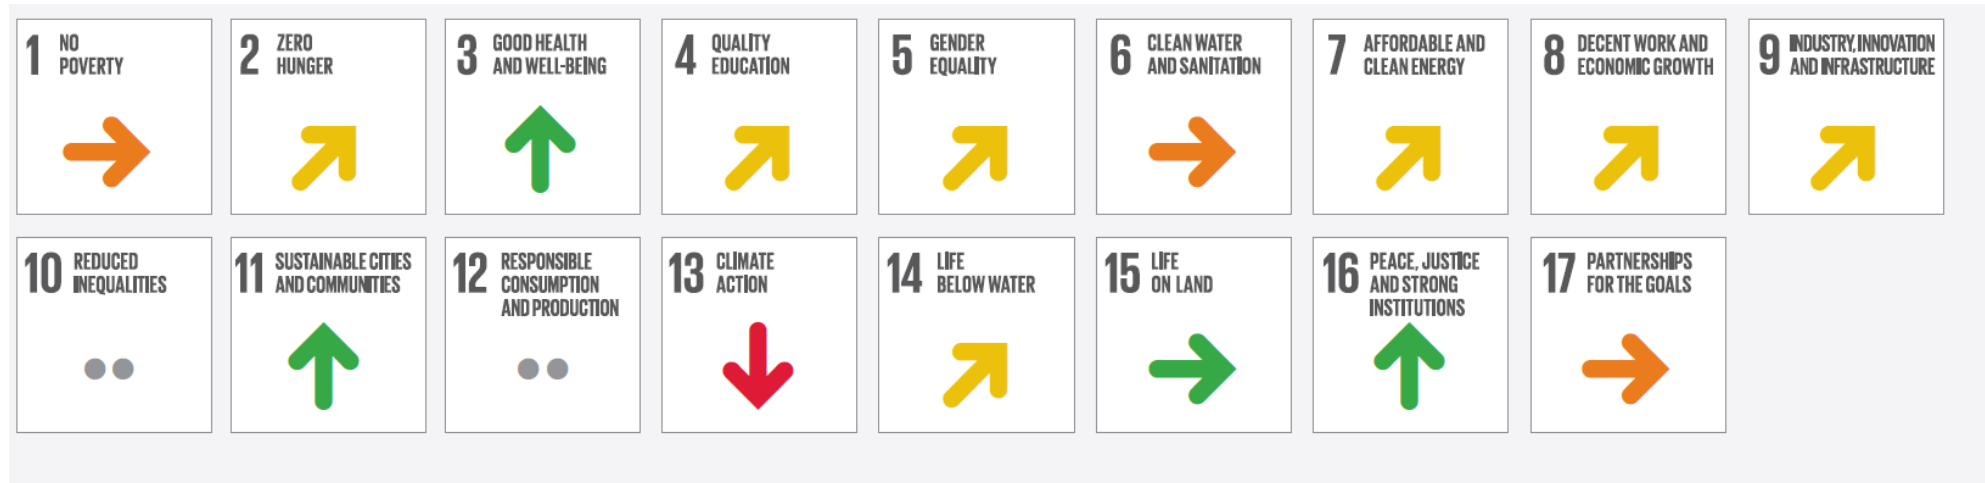 1 NO
POVERTY
2 ZERO
HUNGER
3 GOOD HEALTH
AND WELL-BEING
4 QUALITY
EDUCATION
5 GENDER
EQUALITY
6 CLEAN WATER
AND SANITATION
7 AFFORDABLE AND
CLEAN ENERGY
8 DECENT WORK AND
ECONOMIC GROWTH
9 INDUSTRY, INNOVATION
AND INFRASTRUCTURE
10 REDUCED
INEQUALITIES
11 SUSTAINABLE CITIES
AND COMMUNITIES
12 RESPONSIBLE
CONSUMPTION
AND PRODUCTION
13 CLIMATE
ACTION
14 LIFE
BELOW WATER
15 LIFE
ON LAND
16 PEACE, JUSTICE
AND STRONG
INSTITUTIONS
17 PARTNERSHIPS
FOR THE GOALS